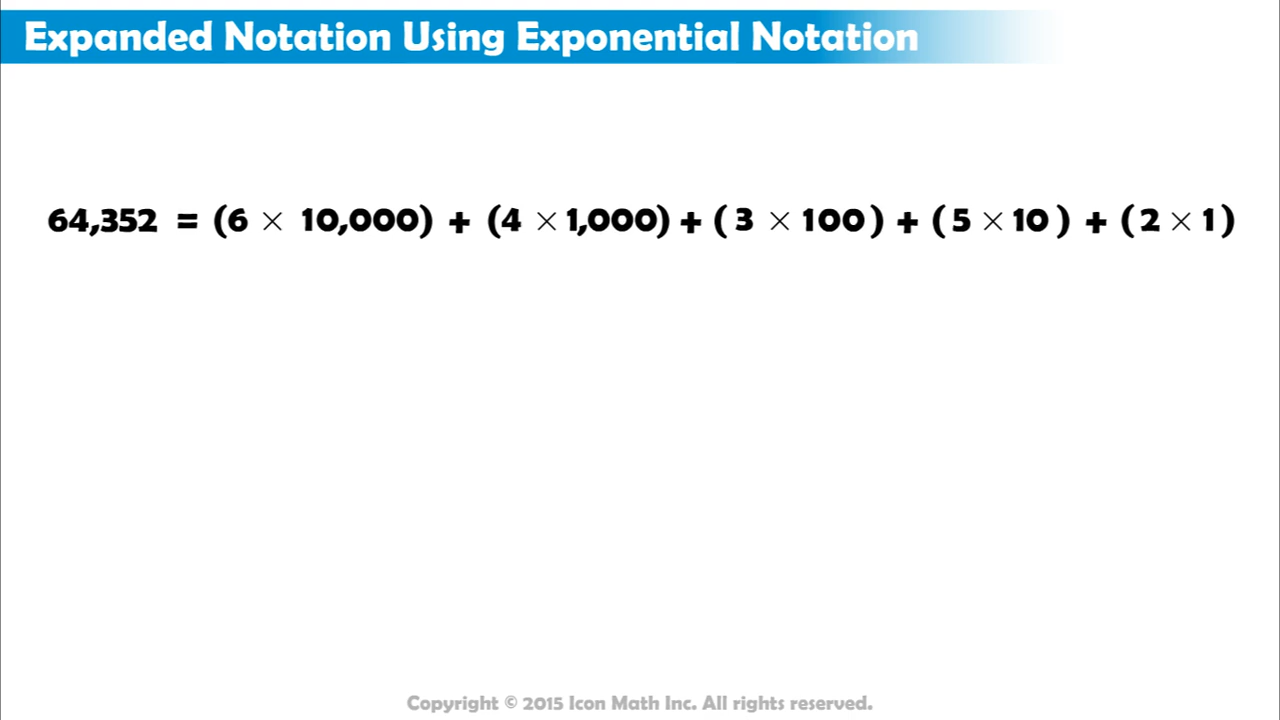 Expanded Notation Using Exponential Notation
64,352 = (6 × 10,000) + (4 × 1,000) + ( 3 × 100 ) + ( 5 × 10 ) + ( 2 × 1 )
Copyright © 2015 Icon Math Inc. All rights reserved.